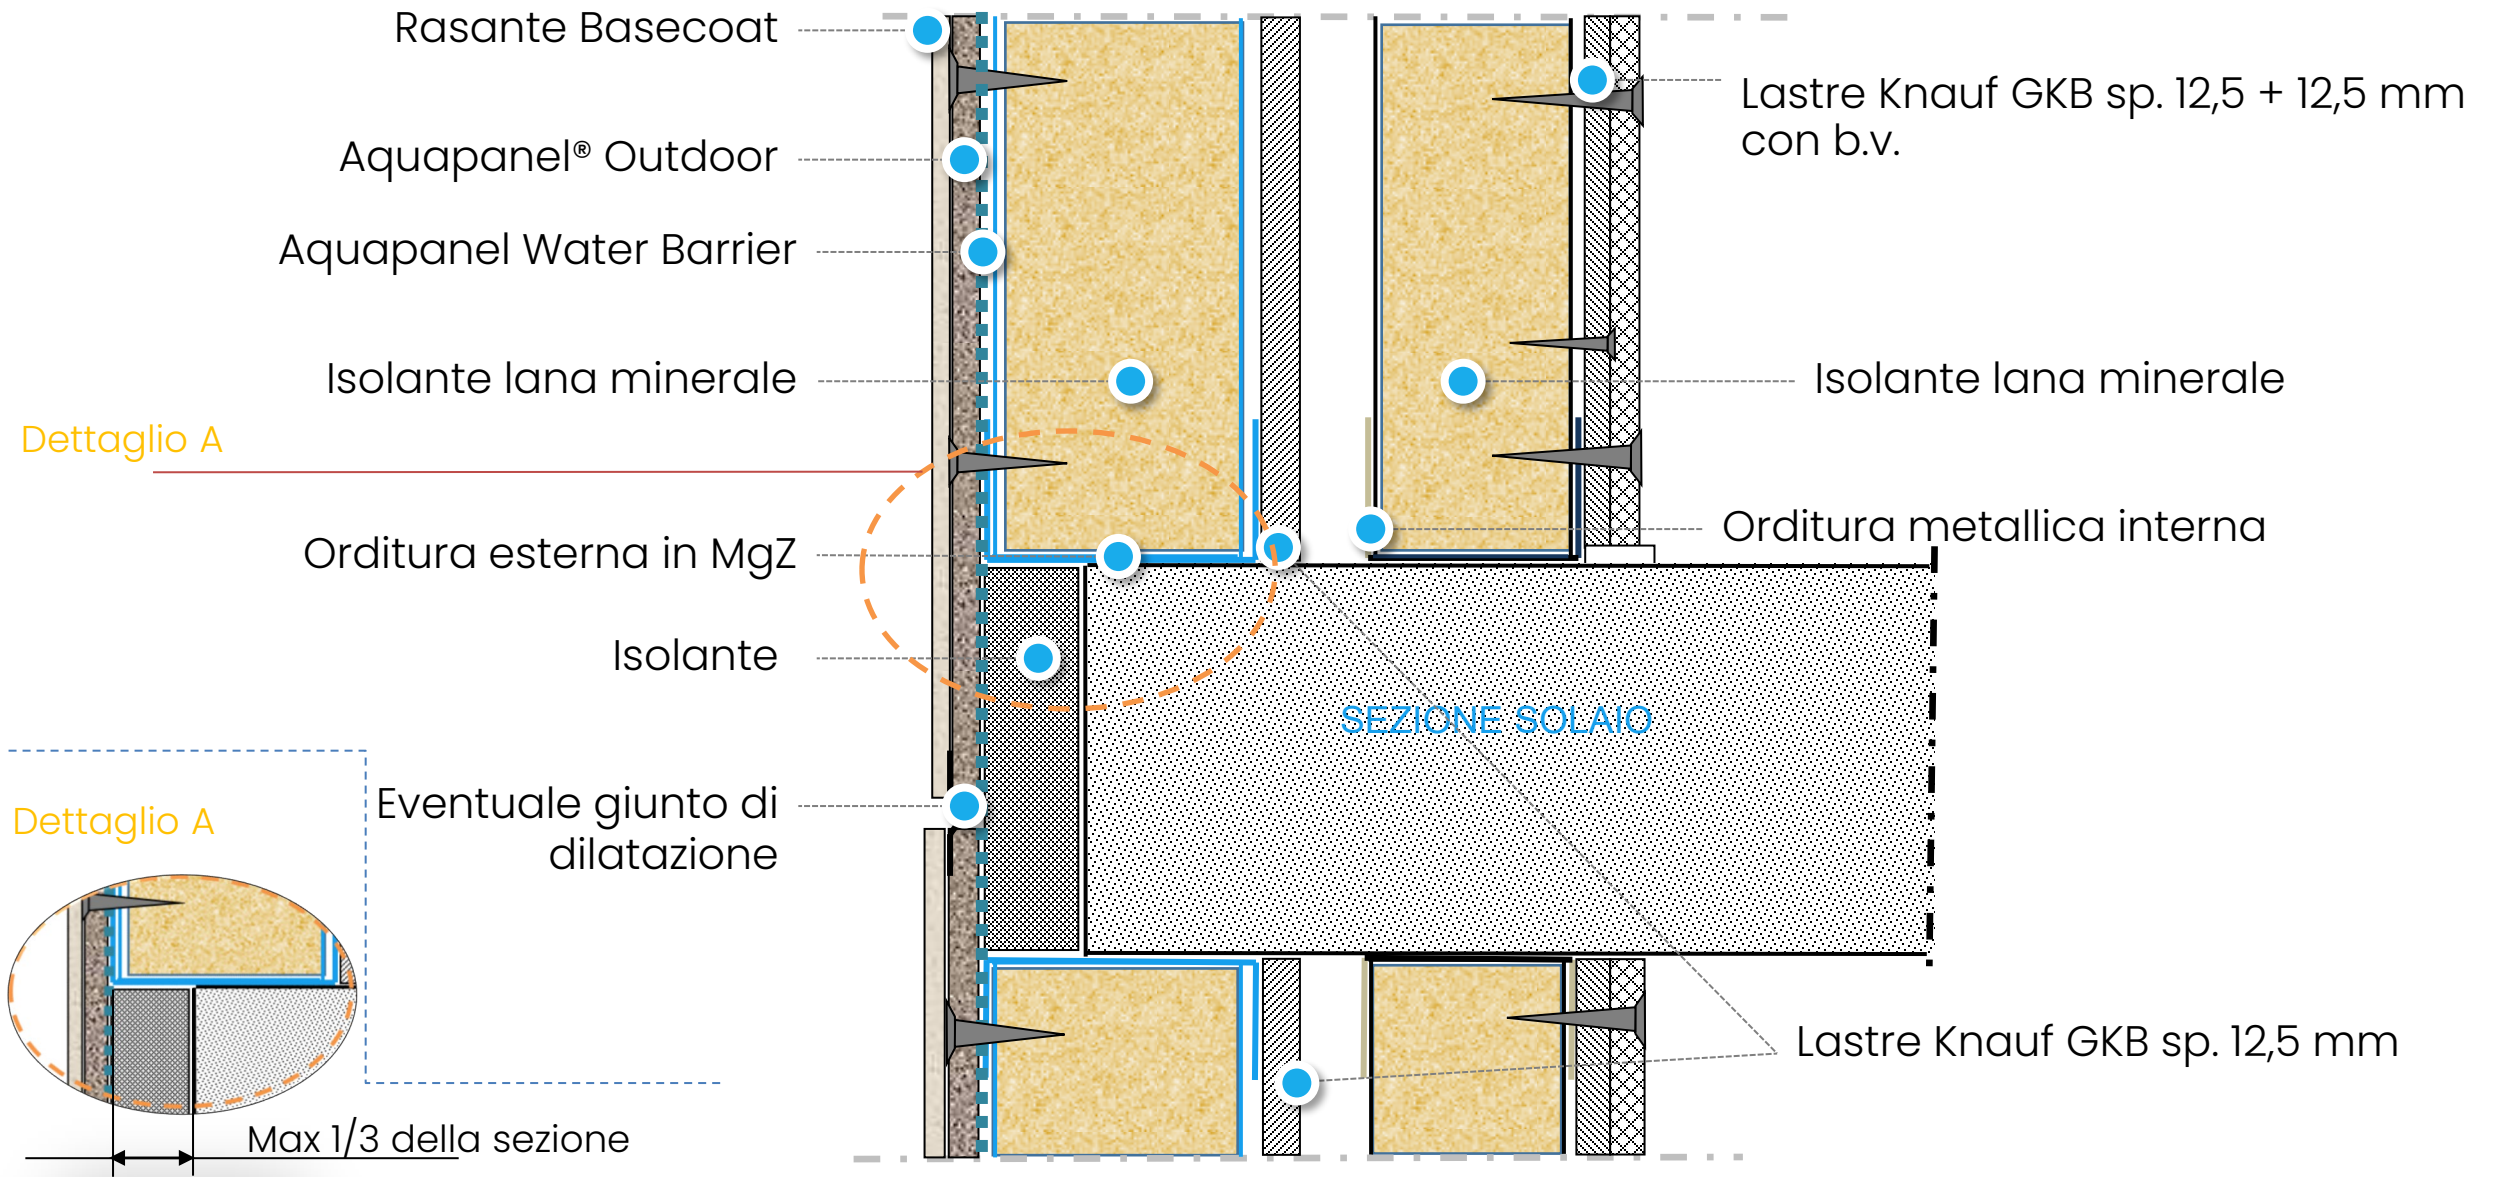 Rasante Basecoat
Aquapanel® Outdoor
Aquapanel Water Barrier
Isolante lana minerale
Dettaglio A
Orditura esterna in MgZ
Isolante
Eventuale giunto di
dilatazione
Dettaglio A
Max 1/3 della sezione
Lastre Knauf GKB sp. 12,5 + 12,5 mm
con b.v.
Isolante lana minerale
Orditura metallica interna
SEZIONE SOLAIO
Lastre Knauf GKB sp. 12,5 mm